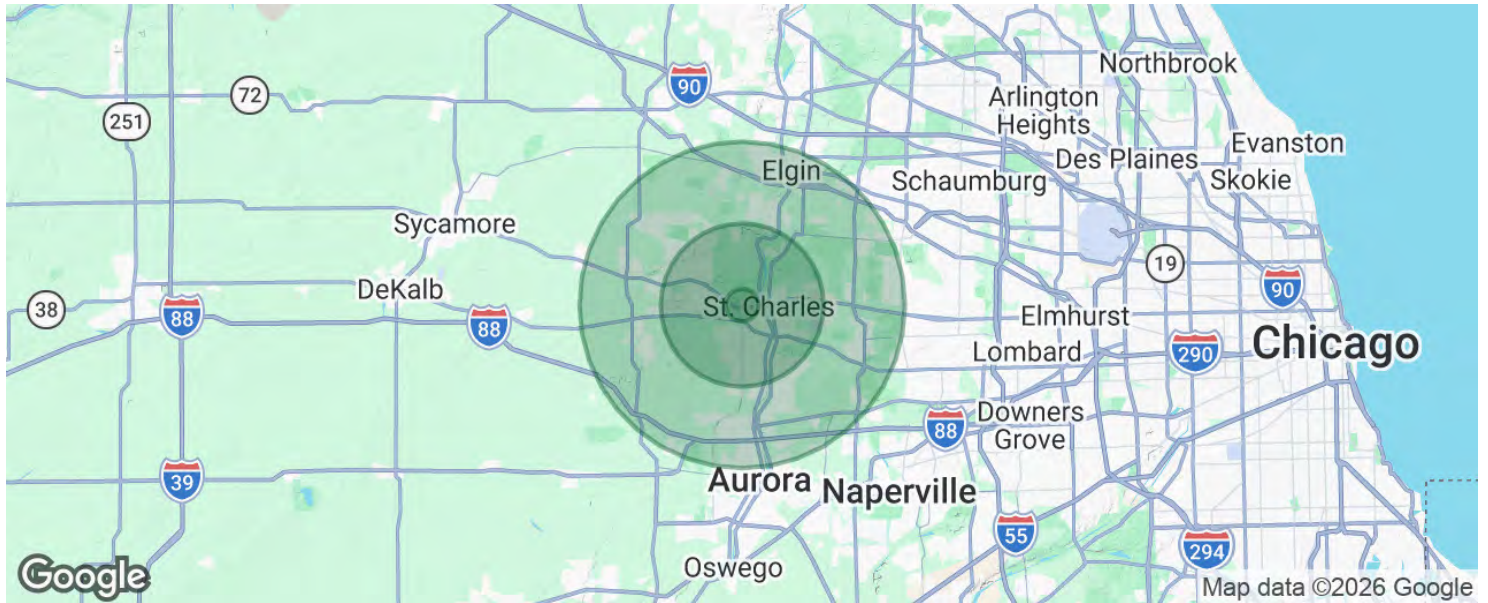 Northbrook
90
72
Arlington
Heights
251
Evanston
Des Plaines
Elgin
Schaumburg
Skokie
Sycamore
19
DeKalb
90
38
88
88
St. Charles
Elmhurst
Chicago
Lombard
290
Downers
Grove
88
39
Aurora
Naperville
55
294
Oswego
Google
Map data ©2026 Google